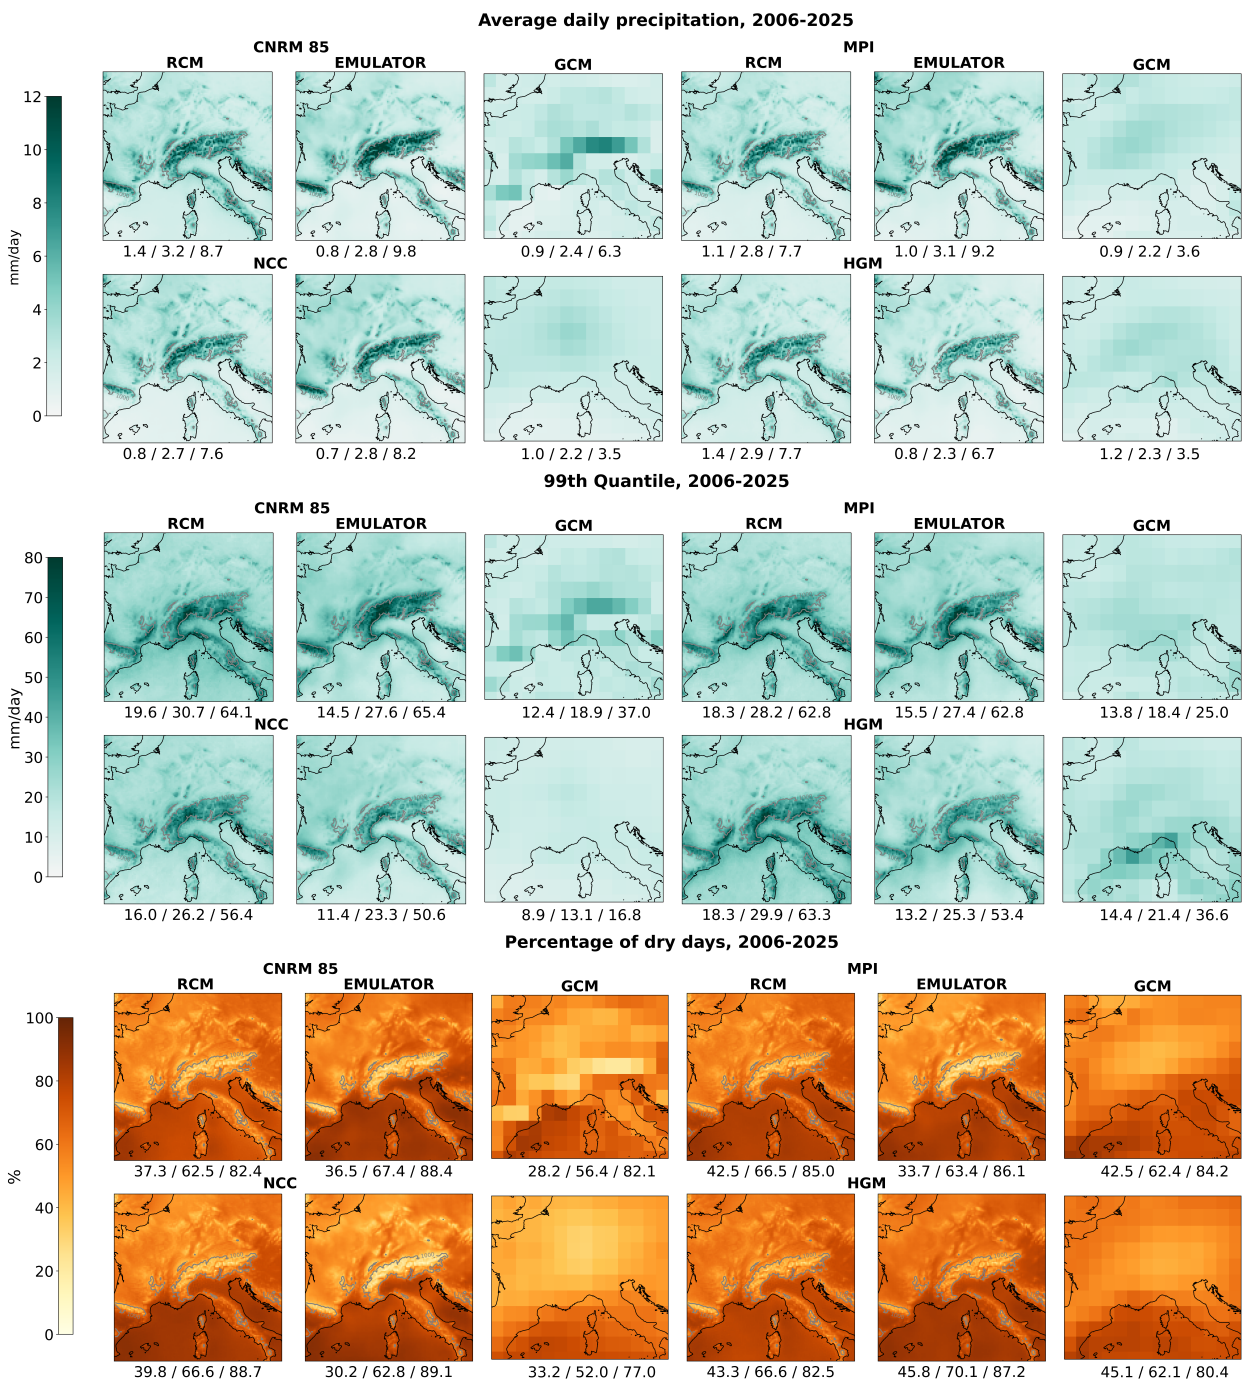 Average daily precipitation, 2006-2025
CNRM 85
MPI
RCM
EMULATOR
GCM
RCM
EMULATOR
GCM
12
10
8
6
4
2
0
mm/day
1.4 / 3.2 / 8.7
0.8 / 2.8 / 9.8
0.9 / 2.4 / 6.3
1.1 / 2.8 / 7.7
1.0 / 3.1 / 9.2
0.9 / 2.2 / 3.6
NCC
HGM
0.8 / 2.7 / 7.6
0.7 / 2.8 / 8.2
1.0 / 2.2 / 3.5
1.4 / 2.9 / 7.7
0.8 / 2.3 / 6.7
1.2 / 2.3 / 3.5
99th Quantile, 2006-2025
CNRM 85
MPI
RCM
EMULATOR
GCM
RCM
EMULATOR
GCM
80
70
60
50
40
30
20
10
0
mm/day
19.6 / 30.7 / 64.1
14.5 / 27.6 / 65.4
12.4 / 18.9 / 37.0
18.3 / 28.2 / 62.8
15.5 / 27.4 / 62.8
13.8 / 18.4 / 25.0
NCC
HGM
16.0 / 26.2 / 56.4
11.4 / 23.3 / 50.6
8.9 / 13.1 / 16.8
18.3 / 29.9 / 63.3
13.2 / 25.3 / 53.4
14.4 / 21.4 / 36.6
Percentage of dry days, 2006-2025
CNRM 85
MPI
RCM
EMULATOR
GCM
RCM
EMULATOR
GCM
100
80
60
40
20
0
%
37.3 / 62.5 / 82.4
36.5 / 67.4 / 88.4
28.2 / 56.4 / 82.1
42.5 / 66.5 / 85.0
33.7 / 63.4 / 86.1
42.5 / 62.4 / 84.2
NCC
HGM
39.8 / 66.6 / 88.7
30.2 / 62.8 / 89.1
33.2 / 52.0 / 77.0
43.3 / 66.6 / 82.5
45.8 / 70.1 / 87.2
45.1 / 62.1 / 80.4